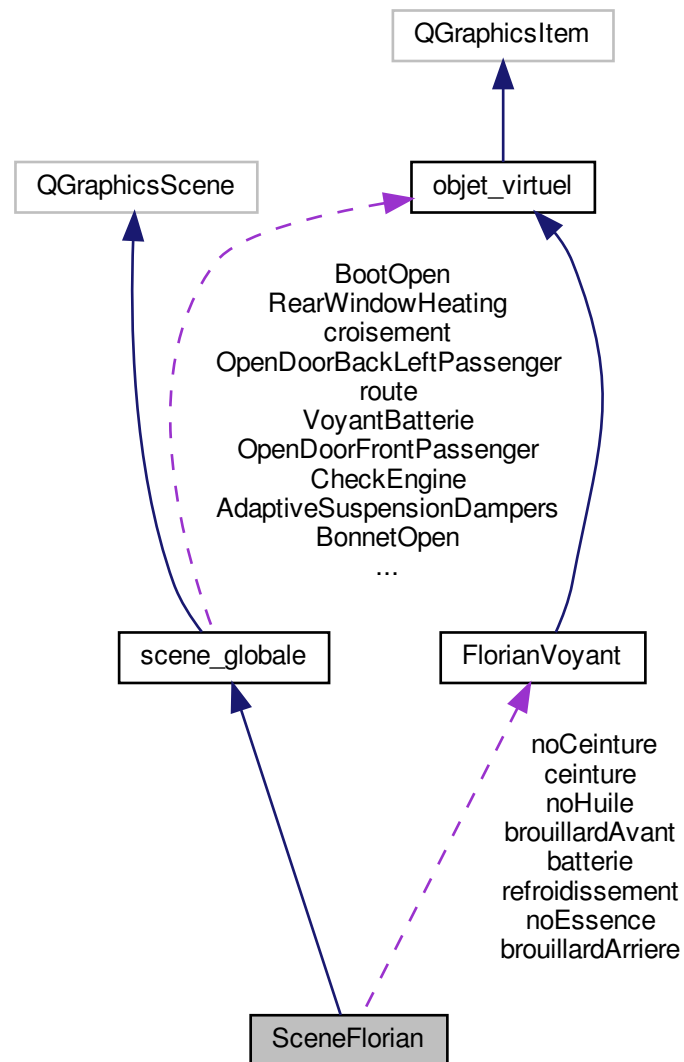 QGraphicsItem
QGraphicsScene
objet_virtuel
BootOpen
RearWindowHeating
croisement
OpenDoorBackLeftPassenger
route
VoyantBatterie
OpenDoorFrontPassenger
CheckEngine
AdaptiveSuspensionDampers
BonnetOpen
...
scene_globale
FlorianVoyant
noCeinture
ceinture
noHuile
brouillardAvant
batterie
refroidissement
noEssence
brouillardArriere
SceneFlorian